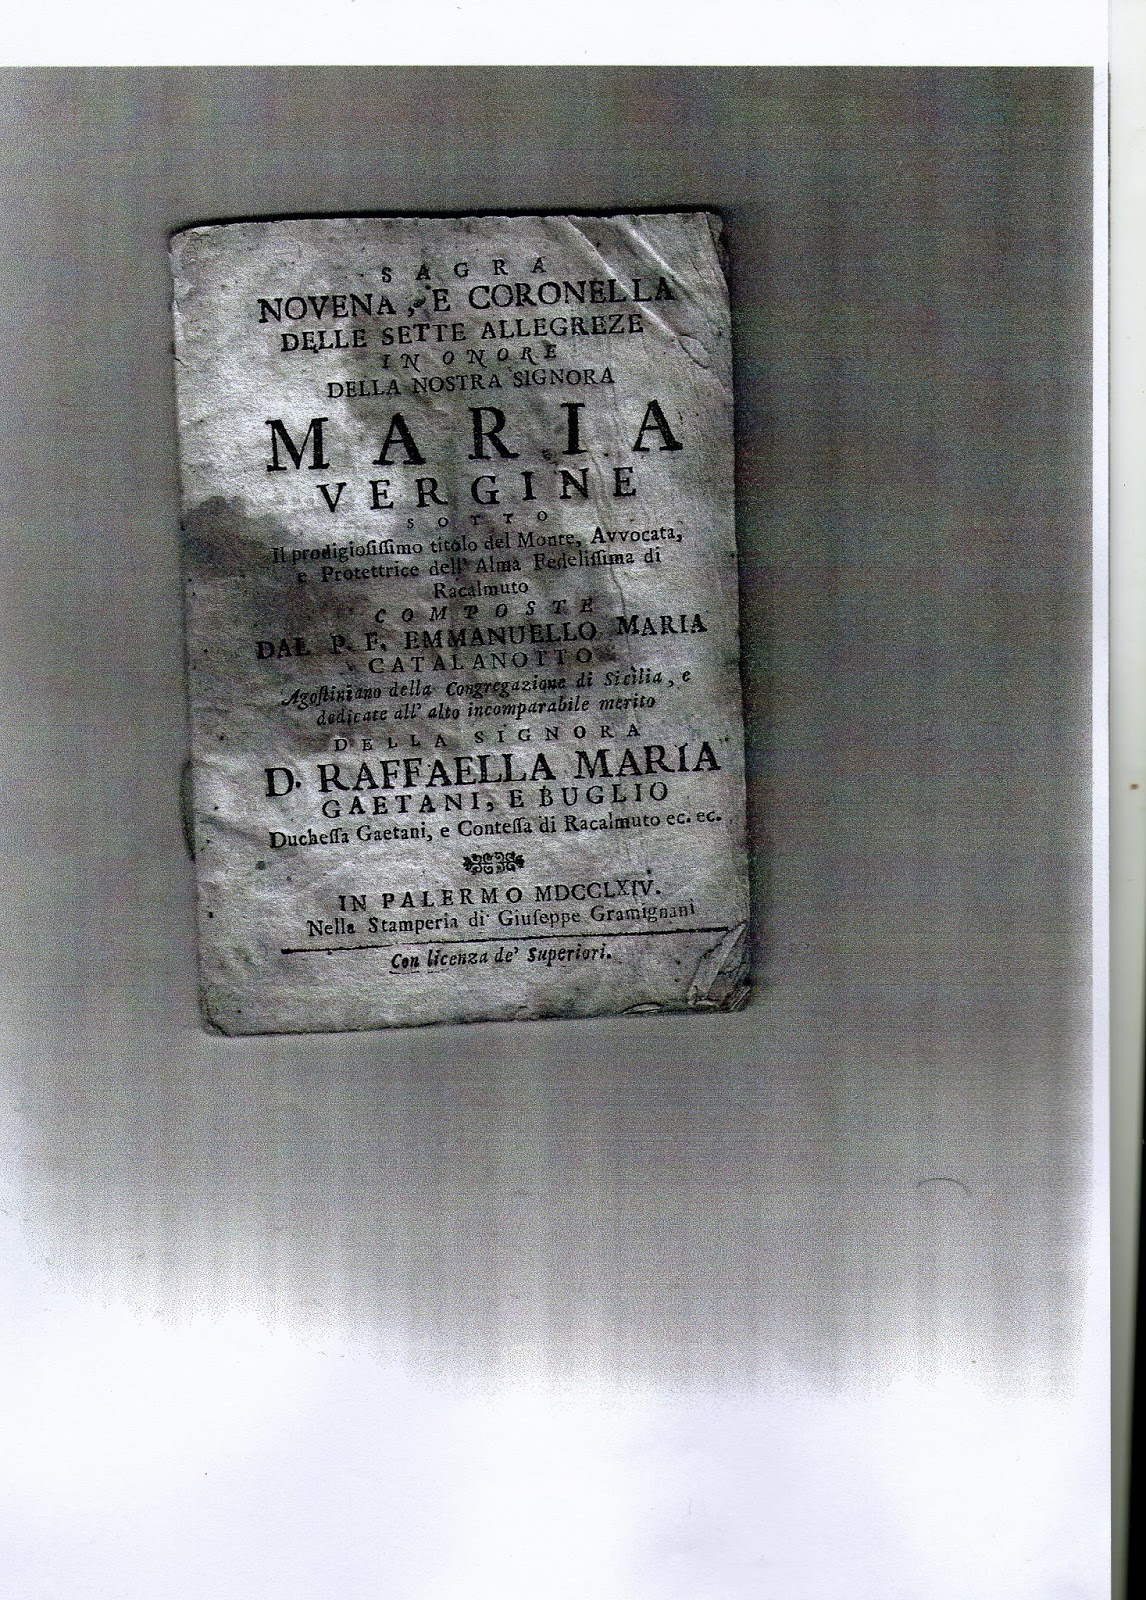 SAGRA
NOVENA, E CORONELLA
DELLE SETTE ALLEGREZE
IN ONORE
DELLA NOSTRA SIGNORA
MARIA
VERGINE
SOTTO
Il prodigiosiſſimo titolo del Monte, Avvocata,
e Protettrice dell' Alma Fedeliſſima di
Racalmuto
COMPOSTE
DAL P. F. EMMANUELLO MARIA
CATALANOTTO
Agoſtiniano della Congregazione di Sicilia, e
dedicate all' alto incomparabile merito
DELLA SIGNORA
D. RAFFAELLA MARIA
GAETANI, E BUGLIO
Ducheſſa Gaetani, e Conteſſa di Racalmuto ec. ec.
IN PALERMO MDCCLXIV.
Nella Stamperia di Giuſeppe Gramignani
Con licenza de' Superiori.